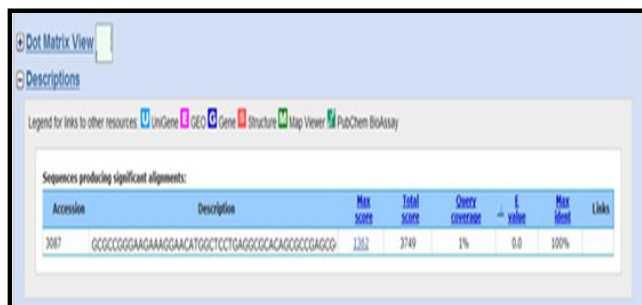 Dot Matrix View
Descriptions
Legend for links to other resources: U UniGene E GEO G Gene S Structure M Map Viewer PubChem BioAssay
Sequences producing significant alignments:
Accession Description Max score Total score Query coverage E value Max ident Links
3087 GCGCCGGGAAGAAAGGAACATGGCTCCTGAGGCGCACAGCGCCGAGCG 1362 3749 1% 0.0 100%